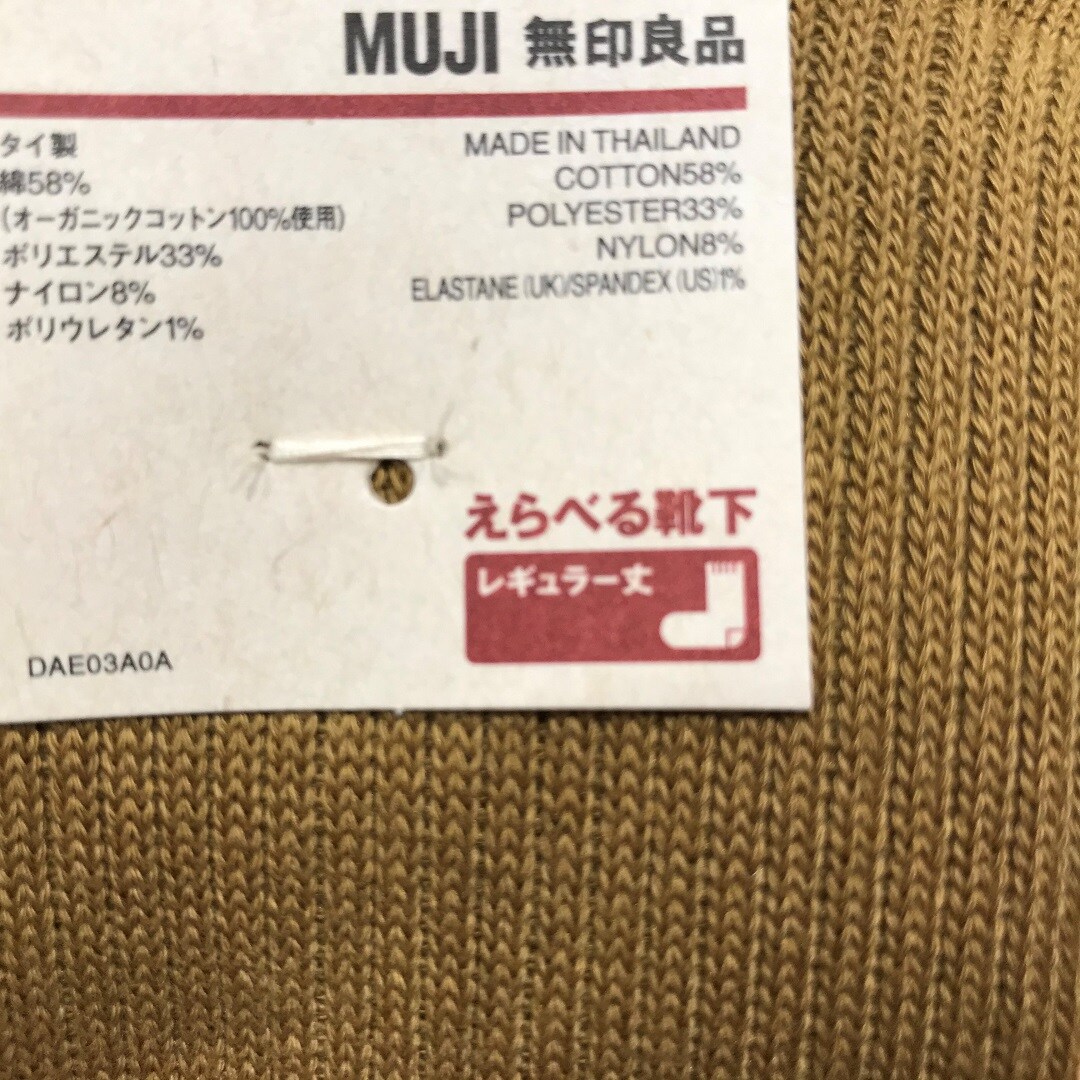 MUJI 無印良品
タイ製
綿58%
(オーガニックコットン100%使用)
ポリエステル33%
ナイロン8%
ポリウレタン1%
MADE IN THAILAND
COTTON58%
POLYESTER33%
NYLON8%
ELASTANE (UK)/SPANDEX (US)1%
えらべる靴下
レギュラー丈
DAE03A0A